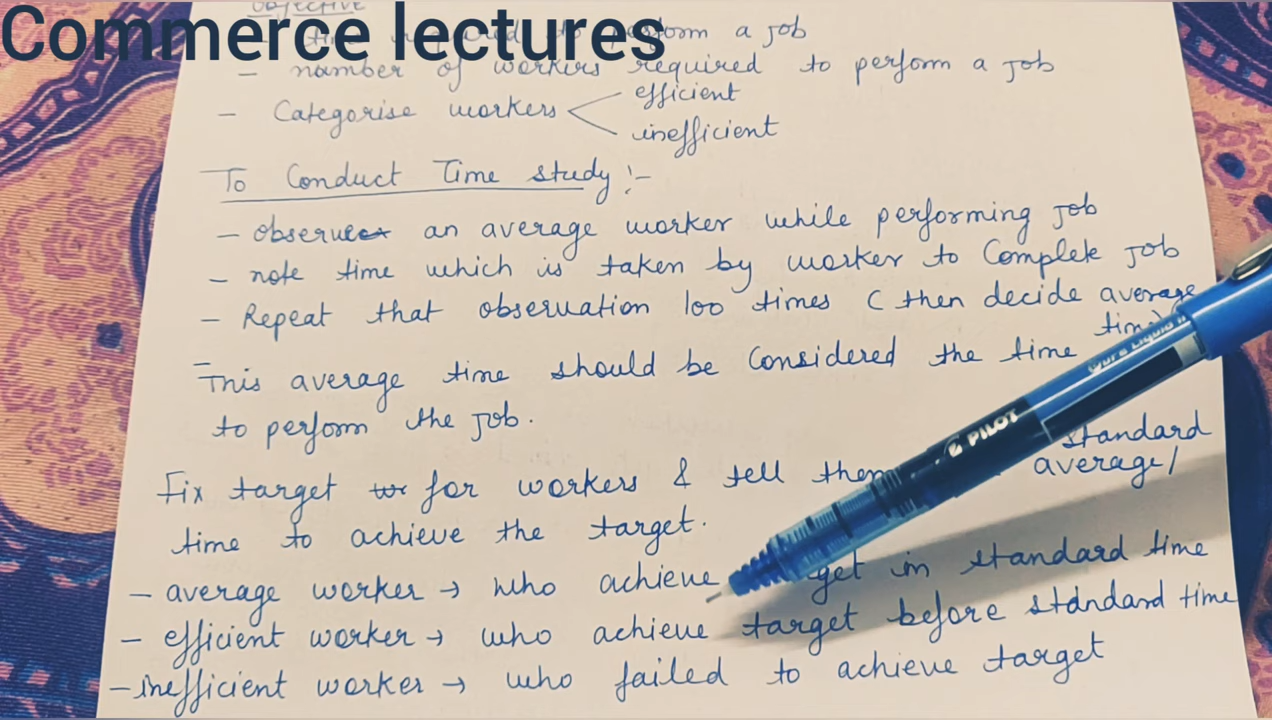 Commerce lectures
Objective
perform a job
- number of workers required to perform a job
- Categorise workers efficient
inefficient
To Conduct Time study :-
- observe an average worker while performing job
- note time which is taken by worker to Complete job
- Repeat that observation 100 times ( then decide average
time)
- This average time should be considered the time
to perform the job.
standard
Fix target for workers & tell them average/
time to achieve the target.
- average worker → who achieve get in standard time
- efficient worker → who achieve target before standard time
- inefficient worker → who failed to achieve target
PILOT